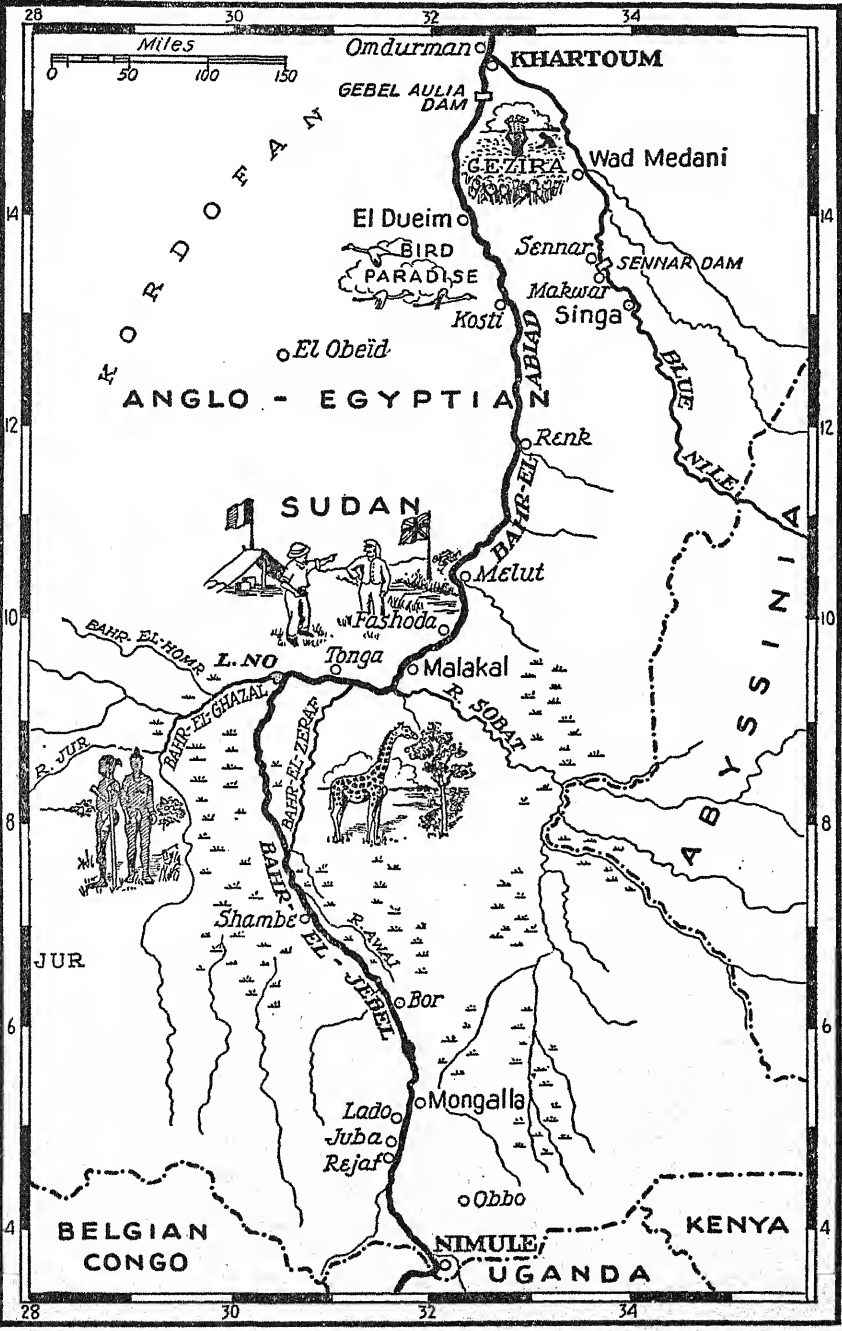 28 30 32 34
Miles
0 50 100 150
Omdurman
KHARTOUM
GEBEL AULIA
DAM
KORDOFAN
GEZIRA
Wad Medani
14 14
El Dueim
BIRD
PARADISE
Sennar
SENNAR DAM
Makwar
Kosti
Singa
El Obeïd
BAHR-EL ABIAD
BLUE NILE
ANGLO - EGYPTIAN
12 12
Renk
SUDAN
ABYSSINIA
Melut
10 10
Fashoda
BAHR-EL-HOMR
L. NO
Tonga
Malakal
BAHR-EL-GHAZAL
R. SOBAT
BAHR-EL-ZERAF
R. JUR
8 8
BAHR-EL-JEBEL
Shambe
R. AWAI
JUR
Bor
6 6
Mongalla
Lado
Juba
Rejaf
Obbo
4 4
BELGIAN
CONGO
NIMULE
UGANDA
KENYA
28 30 32 34